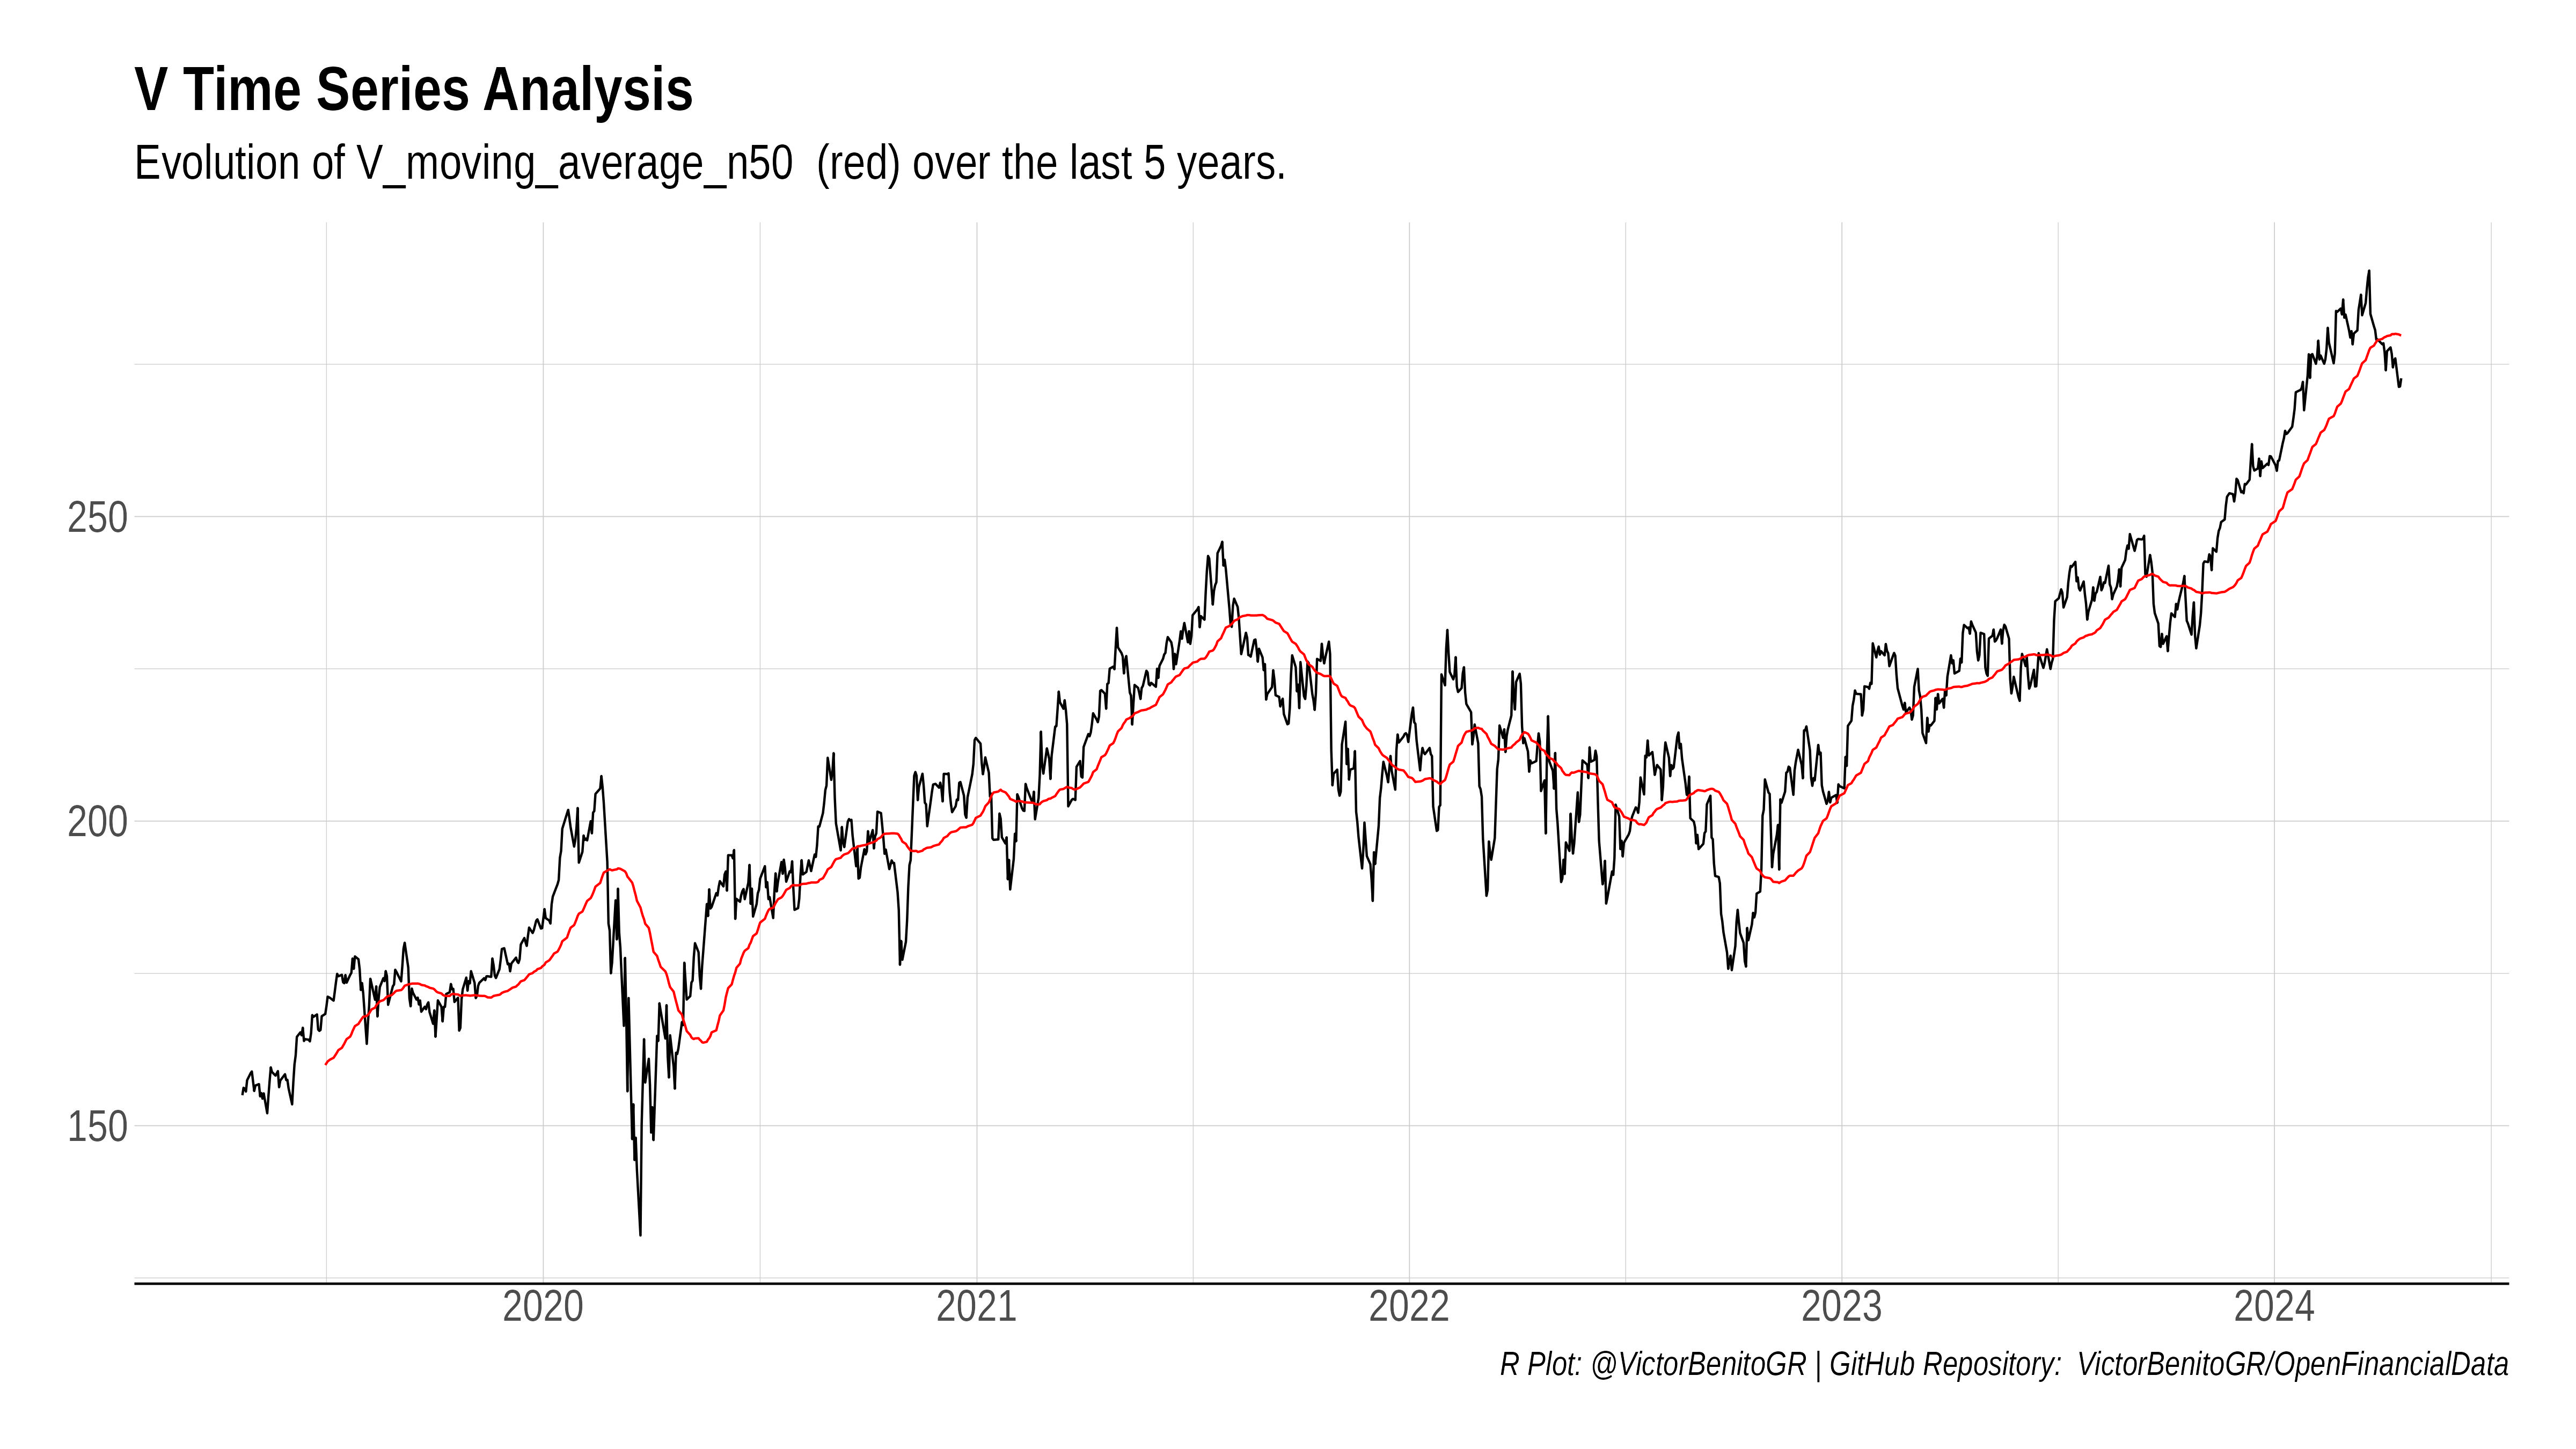 V Time Series Analysis
Evolution of V_moving_average_n50  (red) over the last 5 years.
250
200
150
2020 2021 2022 2023 2024
R Plot: @VictorBenitoGR | GitHub Repository:  VictorBenitoGR/OpenFinancialData